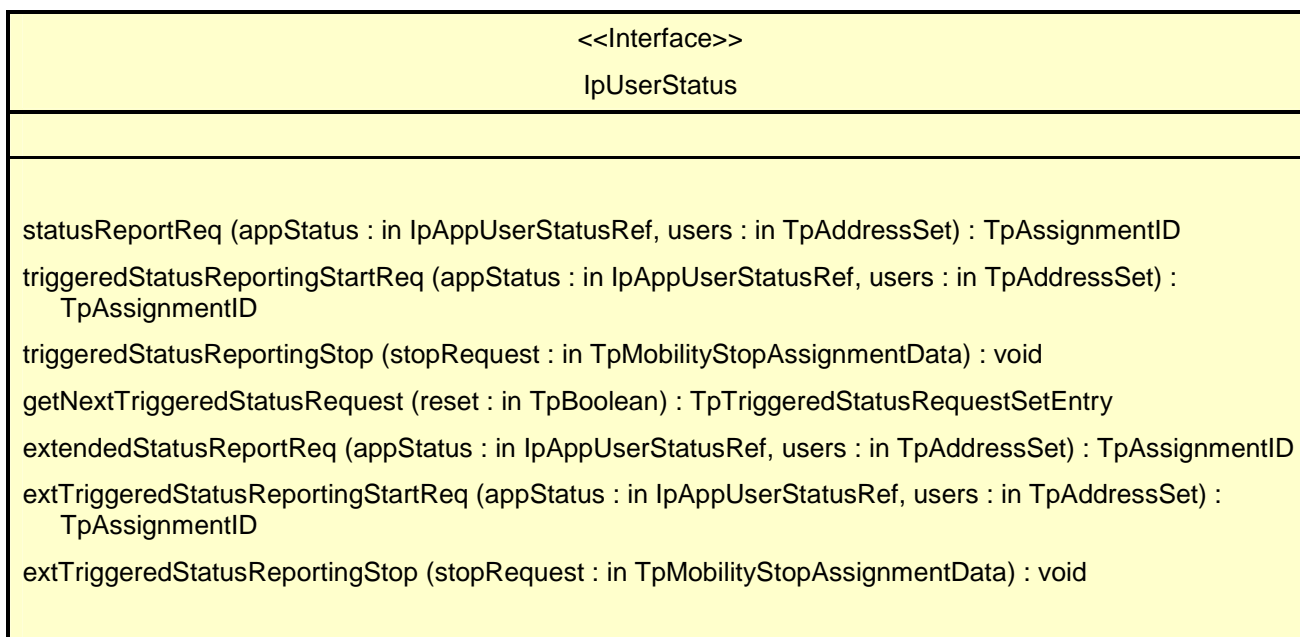 <<Interface>>
IpUserStatus
statusReportReq (appStatus : in IpAppUserStatusRef, users : in TpAddressSet) : TpAssignmentID
triggeredStatusReportingStartReq (appStatus : in IpAppUserStatusRef, users : in TpAddressSet) :
TpAssignmentID
triggeredStatusReportingStop (stopRequest : in TpMobilityStopAssignmentData) : void
getNextTriggeredStatusRequest (reset : in TpBoolean) : TpTriggeredStatusRequestSetEntry
extendedStatusReportReq (appStatus : in IpAppUserStatusRef, users : in TpAddressSet) : TpAssignmentID
extTriggeredStatusReportingStartReq (appStatus : in IpAppUserStatusRef, users : in TpAddressSet) :
TpAssignmentID
extTriggeredStatusReportingStop (stopRequest : in TpMobilityStopAssignmentData) : void